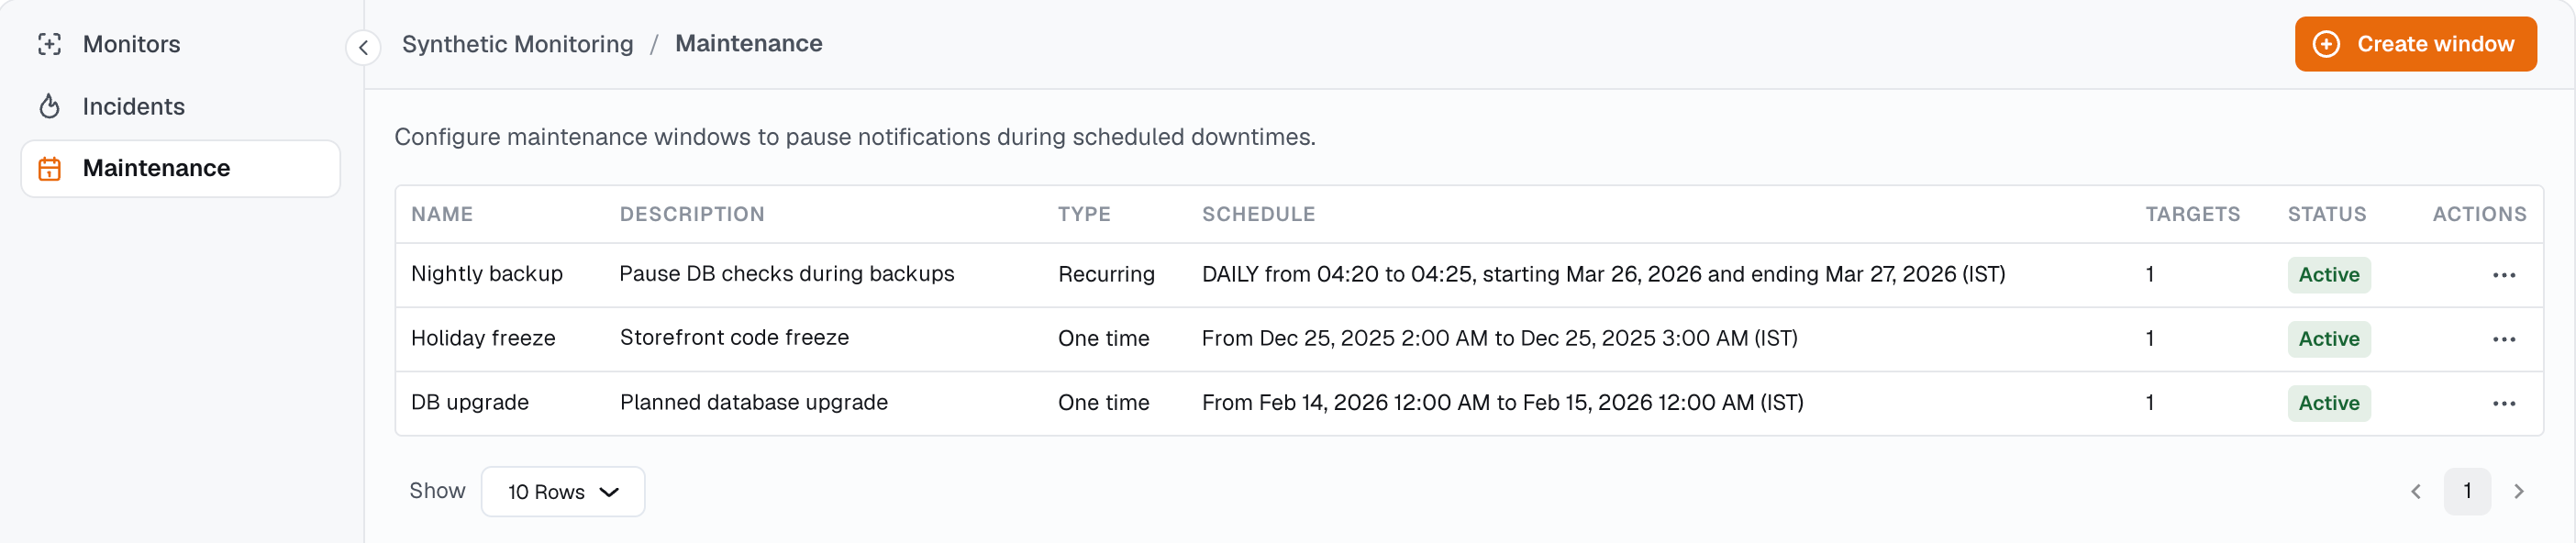 Monitors
Incidents
Maintenance
Synthetic Monitoring / Maintenance
Create window
Configure maintenance windows to pause notifications during scheduled downtimes.
NAME DESCRIPTION TYPE SCHEDULE TARGETS STATUS ACTIONS
Nightly backup Pause DB checks during backups Recurring DAILY from 04:20 to 04:25, starting Mar 26, 2026 and ending Mar 27, 2026 (IST) 1 Active ...
Holiday freeze Storefront code freeze One time From Dec 25, 2025 2:00 AM to Dec 25, 2025 3:00 AM (IST) 1 Active ...
DB upgrade Planned database upgrade One time From Feb 14, 2026 12:00 AM to Feb 15, 2026 12:00 AM (IST) 1 Active ...
Show 10 Rows 1